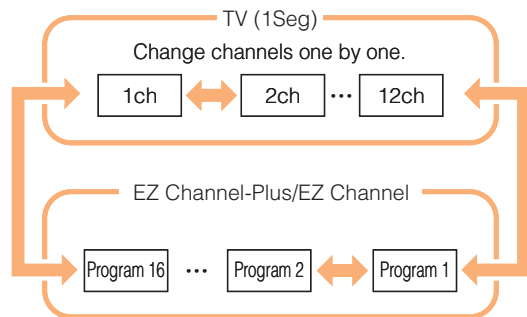 TV (1Seg)
Change channels one by one.
1ch 2ch ••• 12ch
EZ Channel-Plus/EZ Channel
Program 16 ••• Program 2 Program 1